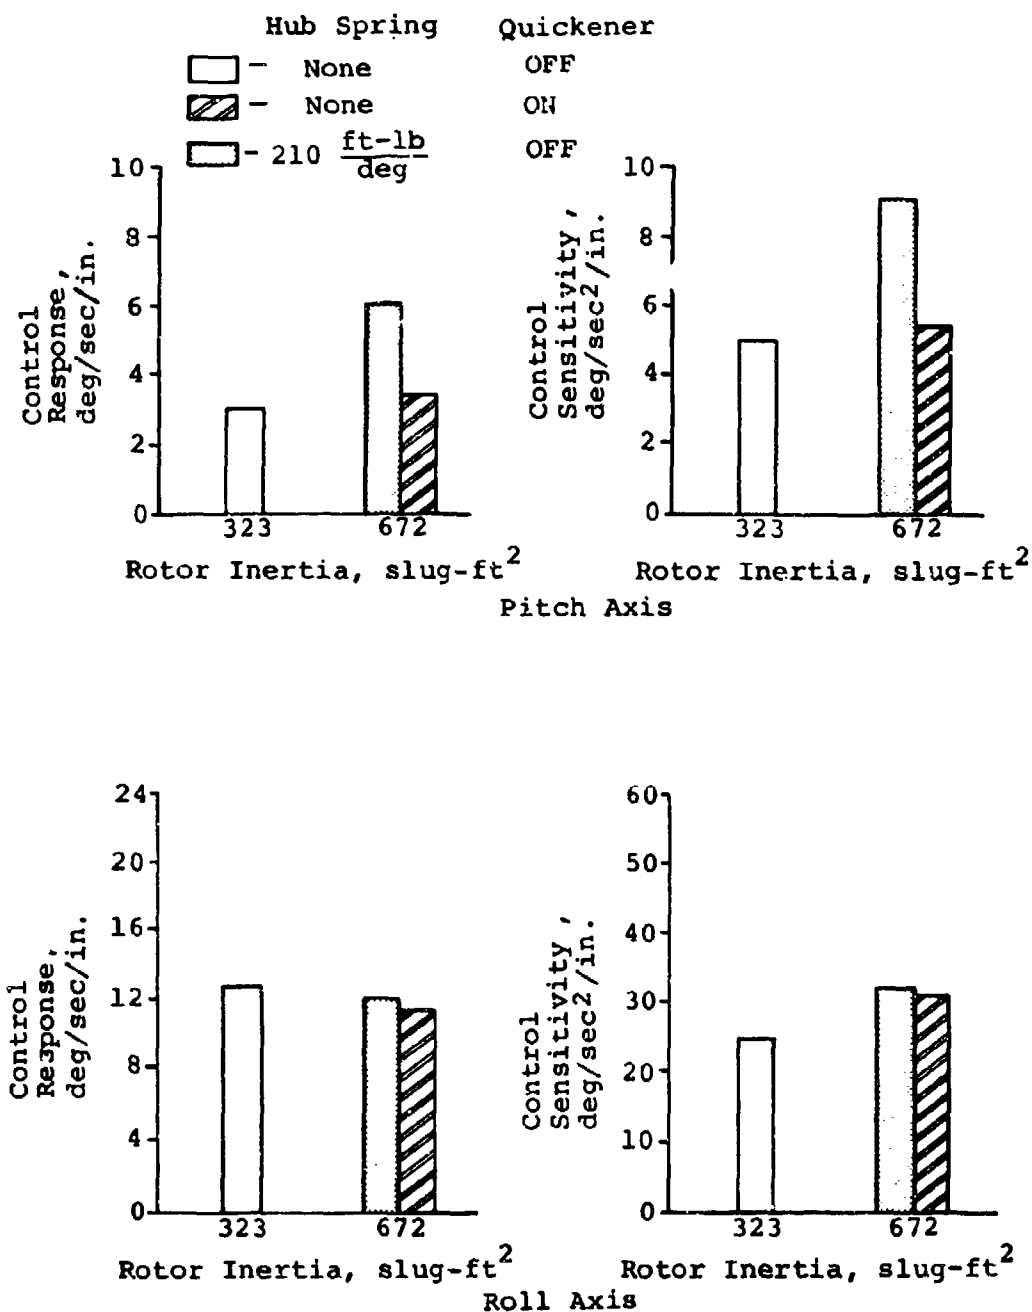 Hub Spring Quickener
- None OFF
- None ON
- 210 ft-lb/deg OFF
Control Response, deg/sec/in.
10
8
6
4
2
0
323 672
Rotor Inertia, slug-ft²
Control Sensitivity, deg/sec²/in.
10
8
6
4
2
0
323 672
Rotor Inertia, slug-ft²
Pitch Axis
Control Response, deg/sec/in.
24
20
16
12
8
4
0
323 672
Rotor Inertia, slug-ft²
Control Sensitivity, deg/sec²/in.
60
50
40
30
20
10
0
323 672
Rotor Inertia, slug-ft²
Roll Axis